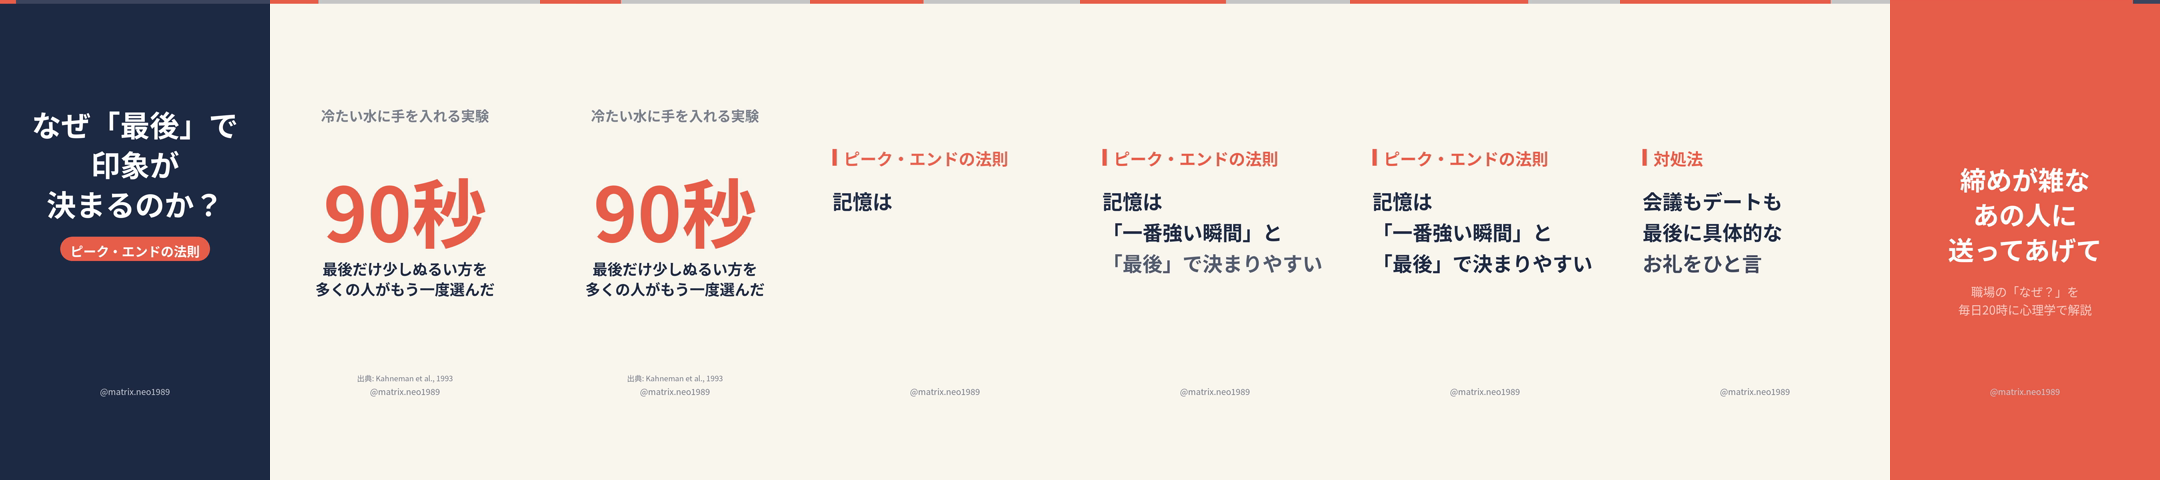 なぜ「最後」で
印象が
決まるのか？
ピーク・エンドの法則
@matrix.neo1989
冷たい水に手を入れる実験
90秒
最後だけ少しぬるい方を
多くの人がもう一度選んだ
出典: Kahneman et al., 1993
@matrix.neo1989
冷たい水に手を入れる実験
90秒
最後だけ少しぬるい方を
多くの人がもう一度選んだ
出典: Kahneman et al., 1993
@matrix.neo1989
ピーク・エンドの法則
記憶は
@matrix.neo1989
ピーク・エンドの法則
記憶は
「一番強い瞬間」と
「最後」で決まりやすい
@matrix.neo1989
ピーク・エンドの法則
記憶は
「一番強い瞬間」と
「最後」で決まりやすい
@matrix.neo1989
対処法
会議もデートも
最後に具体的な
お礼をひと言
@matrix.neo1989
締めが雑な
あの人に
送ってあげて
職場の「なぜ？」を
毎日20時に心理学で解説
@matrix.neo1989